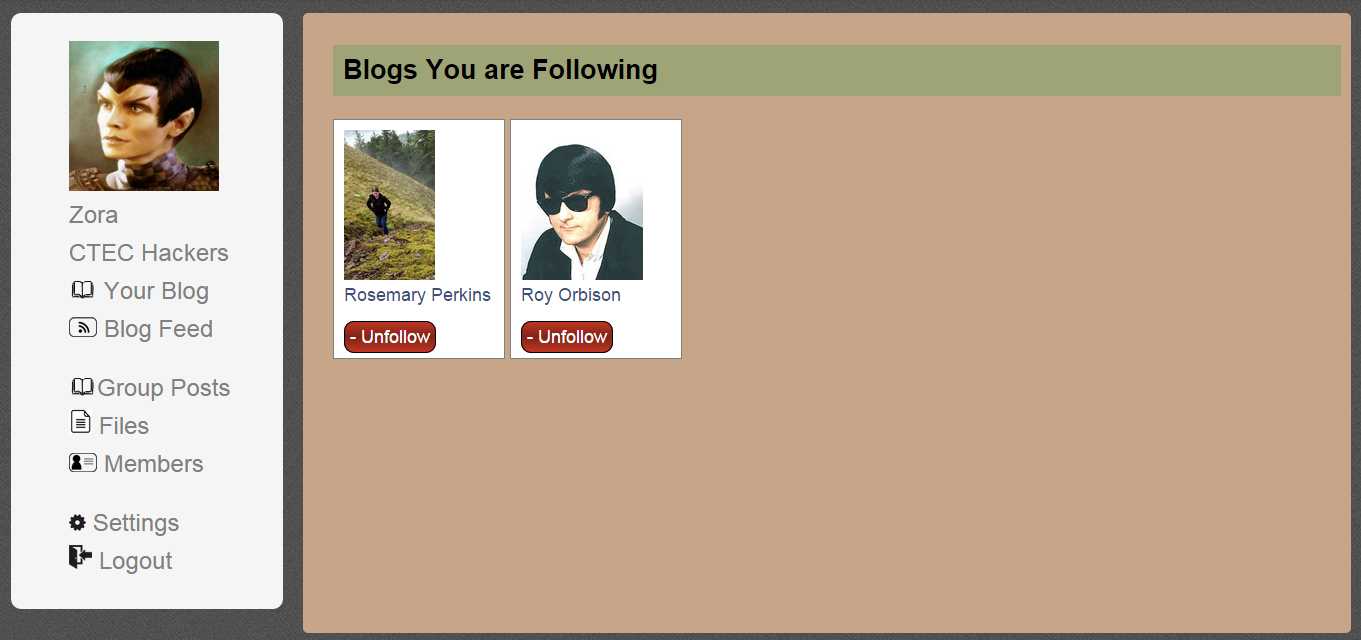 Zora
CTEC Hackers
Your Blog
Blog Feed
Group Posts
Files
Members
Settings
Logout
Blogs You are Following
Rosemary Perkins
- Unfollow
Roy Orbison
- Unfollow